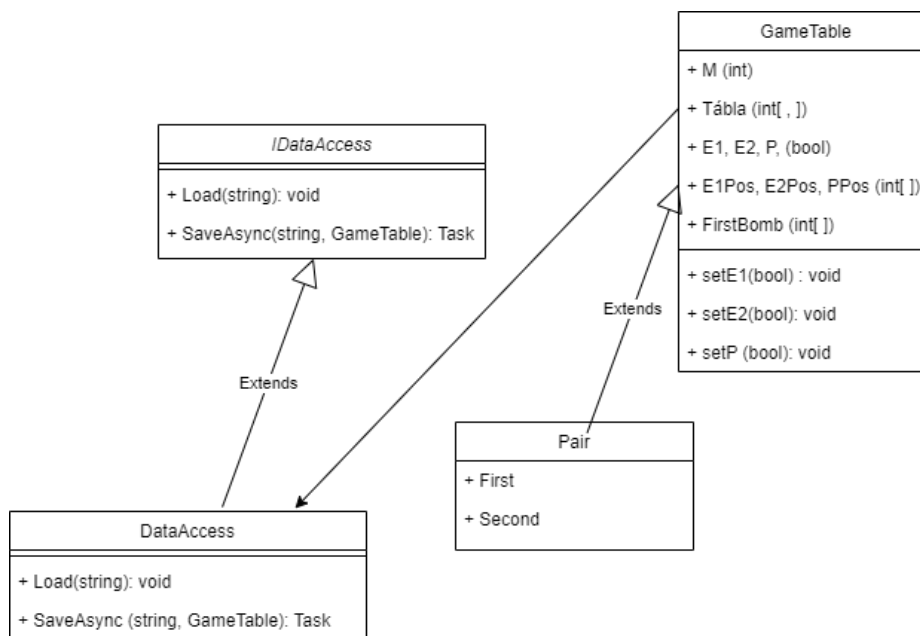 GameTable
+ M (int)
+ Tábla (int[ , ])
+ E1, E2, P, (bool)
+ E1Pos, E2Pos, PPos (int[ ])
+ FirstBomb (int[ ])
+ setE1(bool) : void
+ setE2(bool): void
+ setP (bool): void
IDataAccess
+ Load(string): void
+ SaveAsync(string, GameTable): Task
Extends
Extends
Pair
+ First
+ Second
DataAccess
+ Load(string): void
+ SaveAsync (string, GameTable): Task